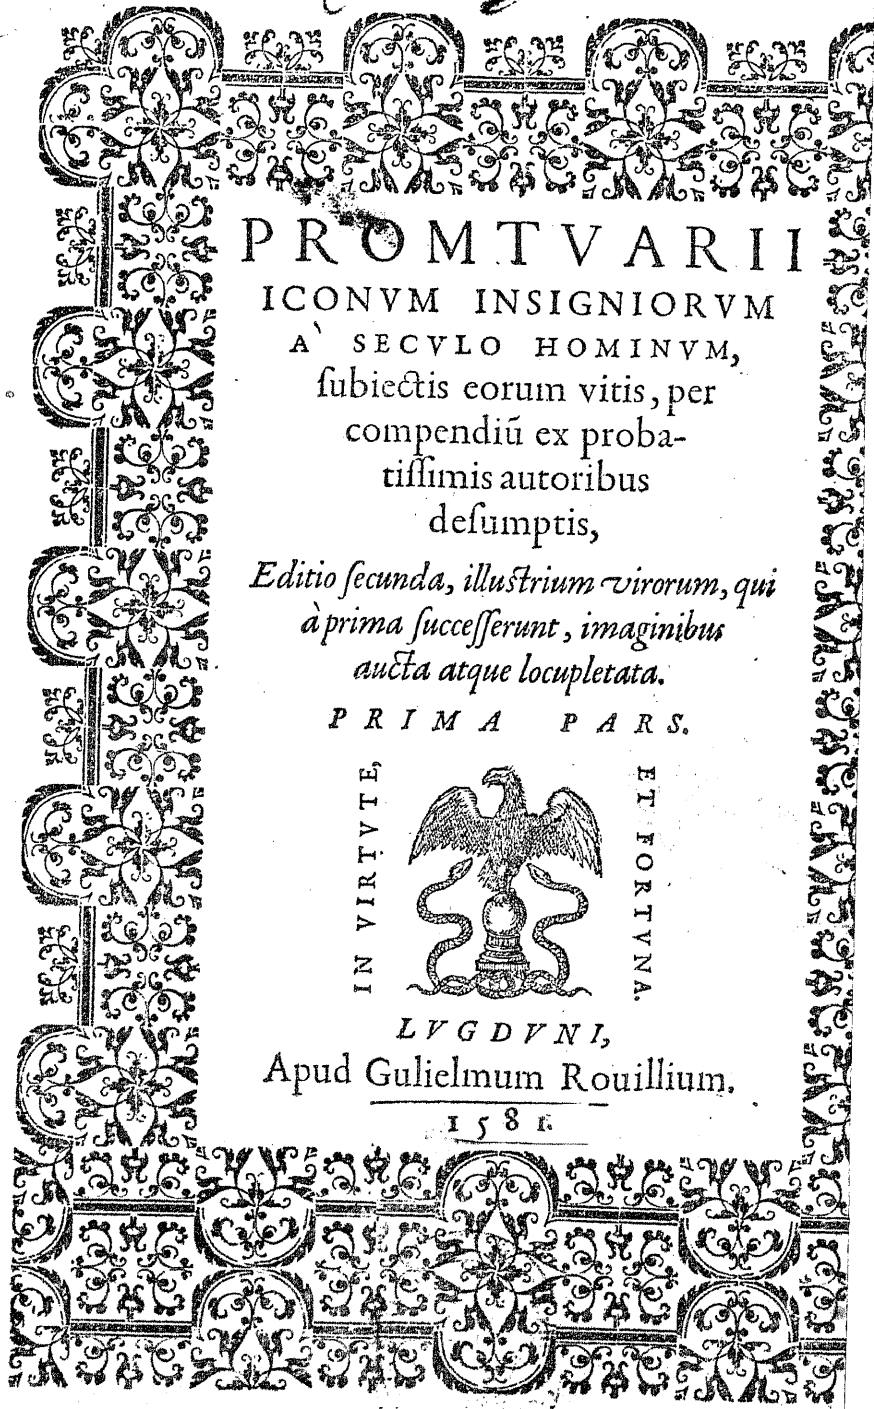 PROMTVARII
ICONVM INSIGNIORVM
A` SECVLO HOMINVM,
ſubiectis eorum vitis, per
compendiũ ex proba-
tiſſimis autoribus
deſumptis,
Editio ſecunda, illuſtrium virorum, qui
à prima ſucceſſerunt, imaginibus
aucta atque locupletata.
PRIMA PARS.
IN VIRTVTE,
ET FORTVNA.
LVGDVNI,
Apud Gulielmum Rouillium.
1581.